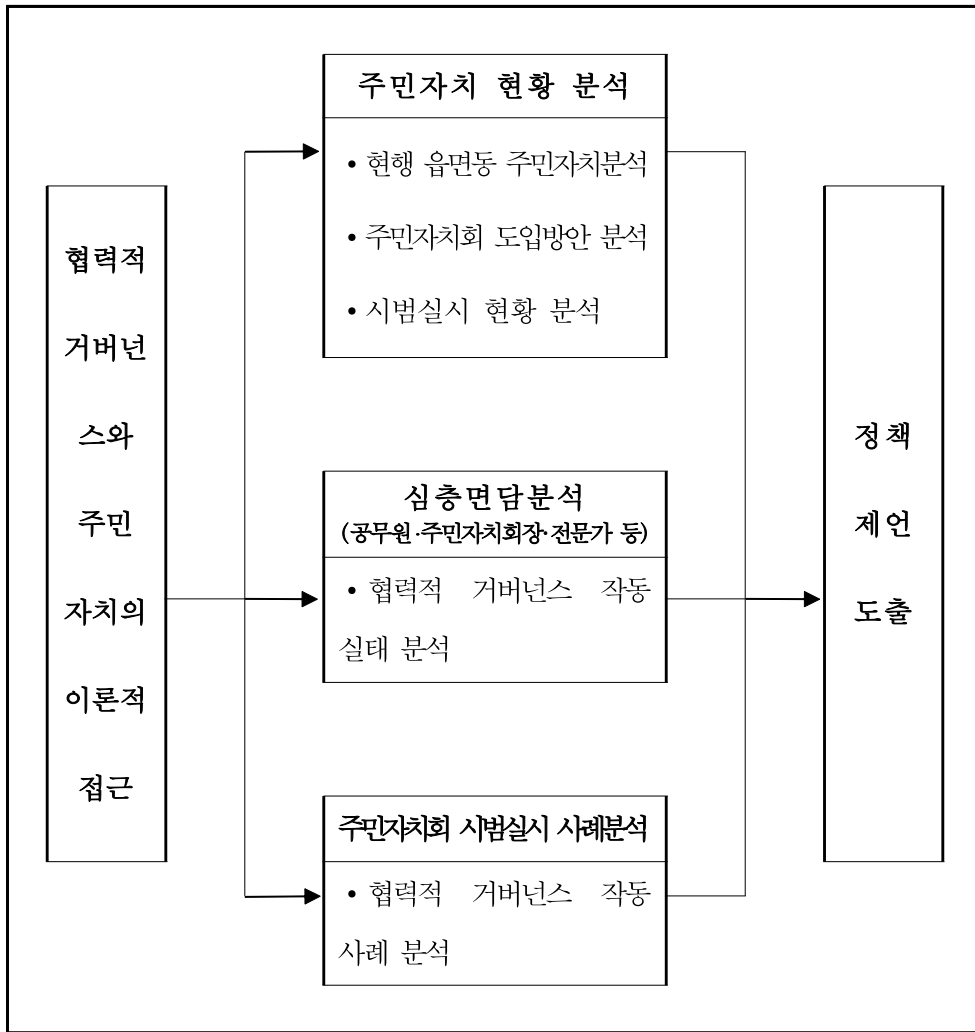 협력적
거버넌
스와
주민
자치의
이론적
접근
주민자치 현황 분석
• 현행 읍면동 주민자치분석
• 주민자치회 도입방안 분석
• 시범실시 현황 분석
심층면담분석
(공무원·주민자치회장·전문가 등)
• 협력적 거버넌스 작동
실태 분석
주민자치회 시범실시 사례분석
• 협력적 거버넌스 작동
사례 분석
정책
제언
도출